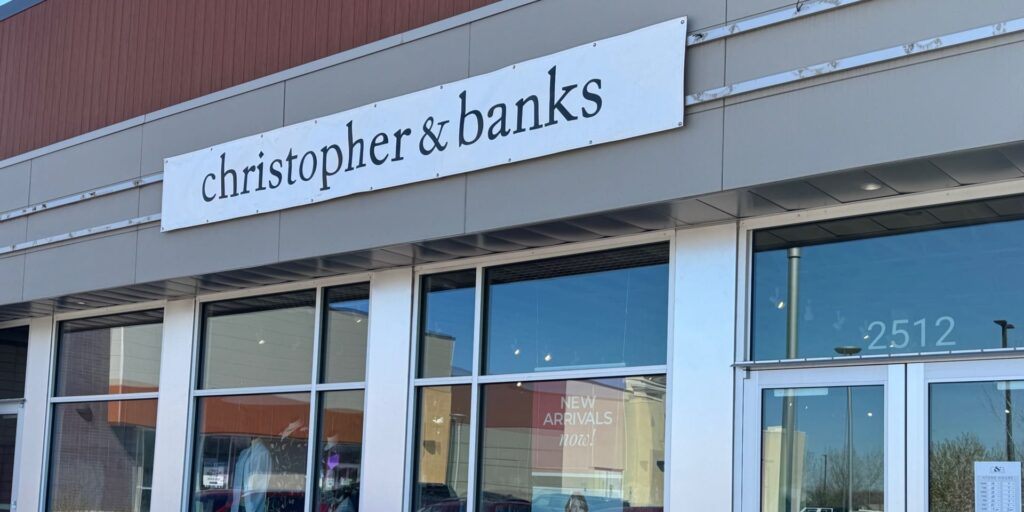 christopher & banks
2512
NEW
ARRIVALS
now!